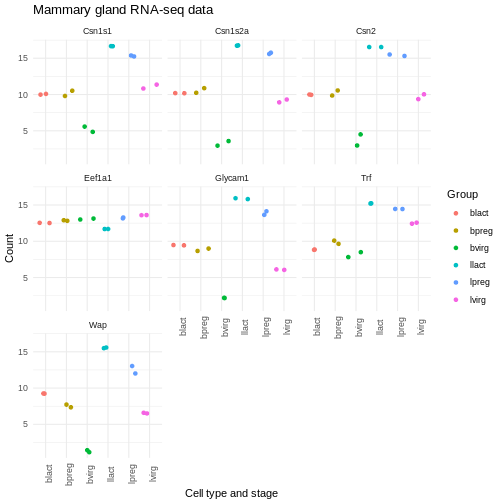 Mammary gland RNA-seq data
Csn1s1
Csn1s2a
Csn2
15
10
5
Eef1a1
Glycam1
Trf
15
10
5
Wap
15
10
5
blact
bpreg
bvirg
llact
lpreg
lvirg
blact
bpreg
bvirg
llact
lpreg
lvirg
blact
bpreg
bvirg
llact
lpreg
lvirg
Count
Cell type and stage
Group
blact
bpreg
bvirg
llact
lpreg
lvirg